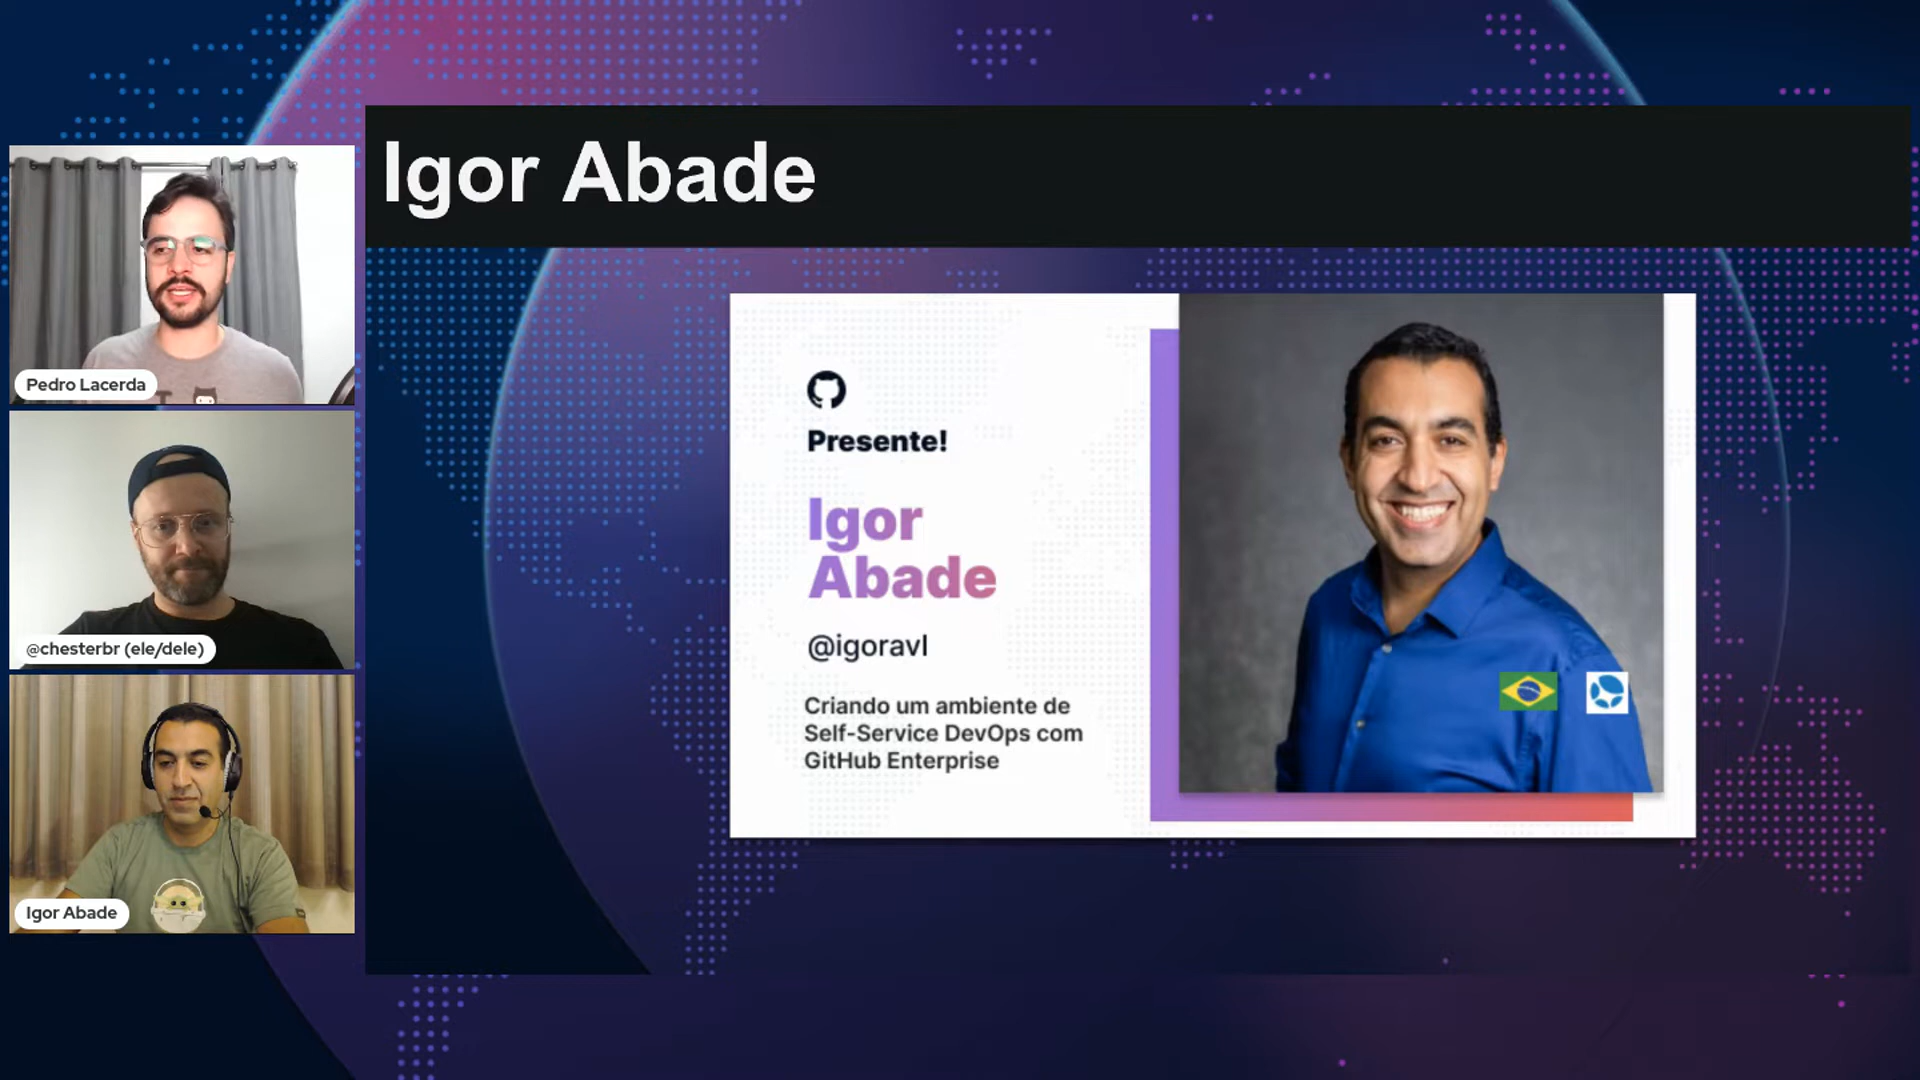 Igor Abade
Pedro Lacerda
@chesterbr (ele/dele)
Igor Abade
Presente!
Igor
Abade
@igoravl
Criando um ambiente de
Self-Service DevOps com
GitHub Enterprise